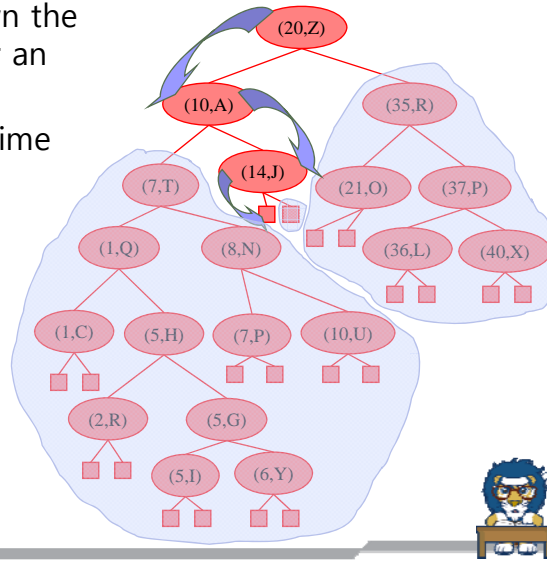 rn the
an
ime
(20,Z)
(10,A)
(35,R)
(7,T)
(14,J)
(21,O)
(37,P)
(1,Q)
(8,N)
(36,L)
(40,X)
(1,C)
(5,H)
(7,P)
(10,U)
(2,R)
(5,G)
(5,I)
(6,Y)